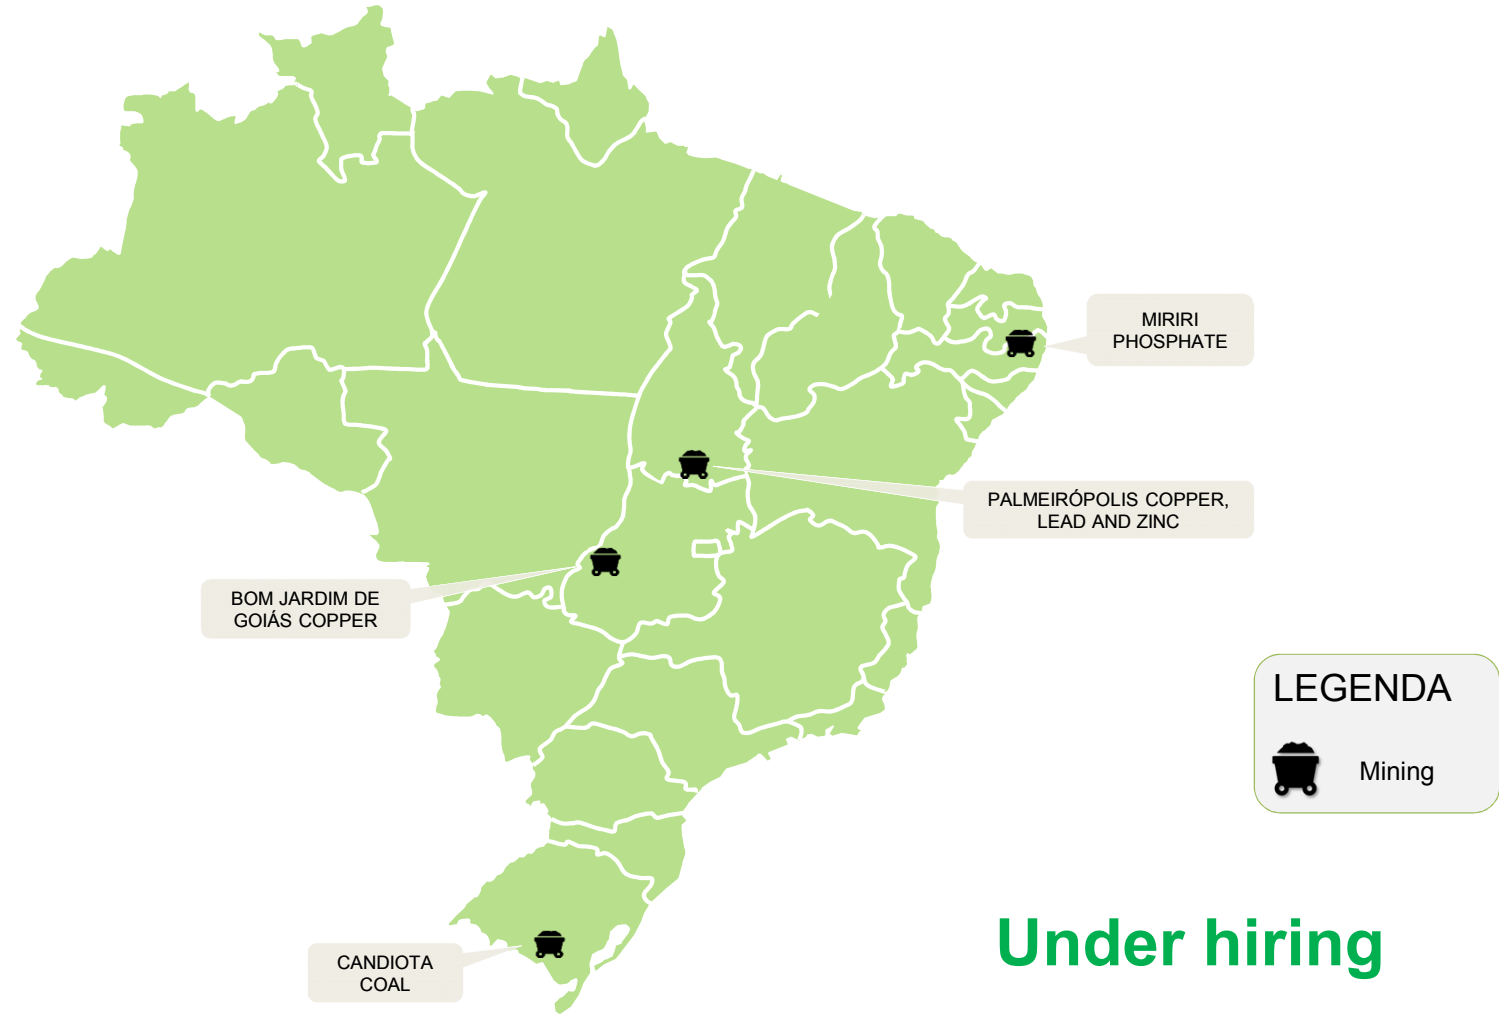 MIRIRI
PHOSPHATE
PALMEIRÓPOLIS COPPER,
LEAD AND ZINC
BOM JARDIM DE
GOIÁS COPPER
LEGENDA
Mining
Under hiring
CANDIOTA
COAL